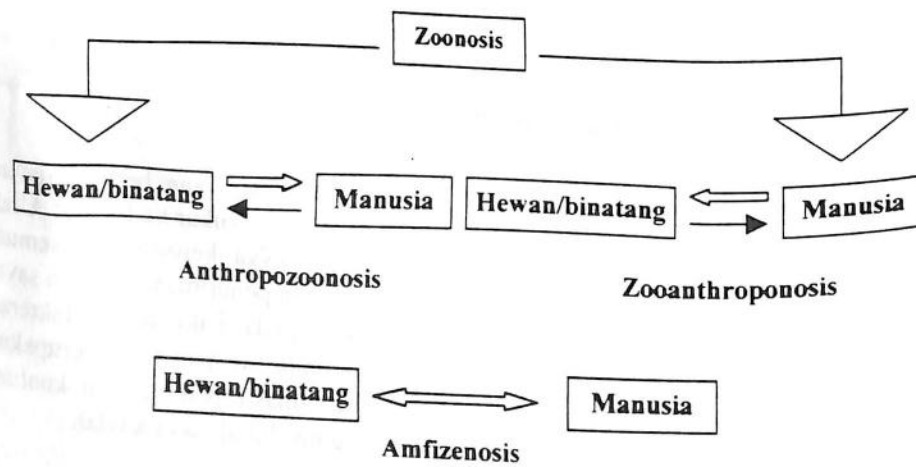 Zoonosis
Hewan/binatang
Manusia
Hewan/binatang
Manusia
Anthropozoonosis
Zooanthroponosis
Hewan/binatang
Manusia
Amfizenosis